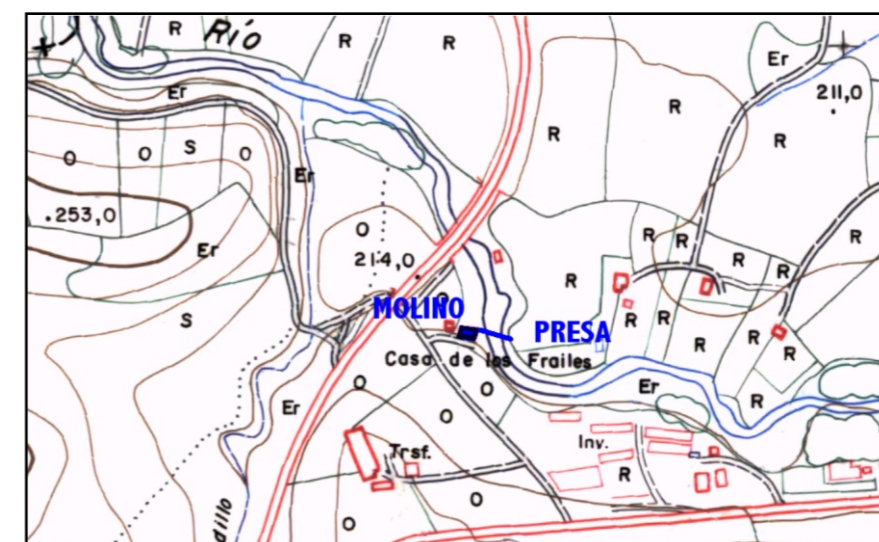 R
Río
R
R
Er
Er
R
211,0
R
R
O
O
S
O
Er
.253,0
O
R
R
R
Er
214,0
R
R
R
S
O
MOLINO
PRESA
R
R
R
R
Casa de los Frailes
Er
O
O
R
Er
O
Inv.
Trsf.
R
O
O
dillo